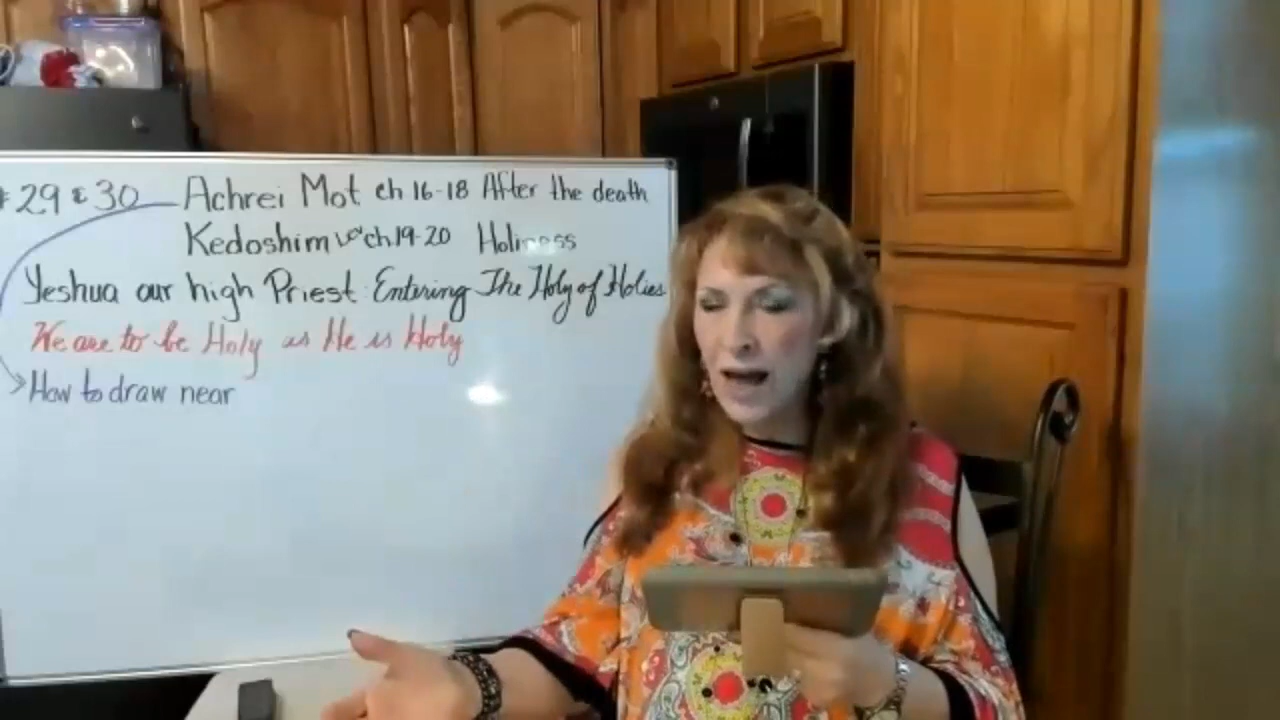 # 29 & 30 Achrei Mot ch 16-18 After the death
Kedoshim ch 19-20 Holiness
Yeshua our high Priest: Entering The Holy of Holies
We are to be Holy as He is Holy
How to draw near